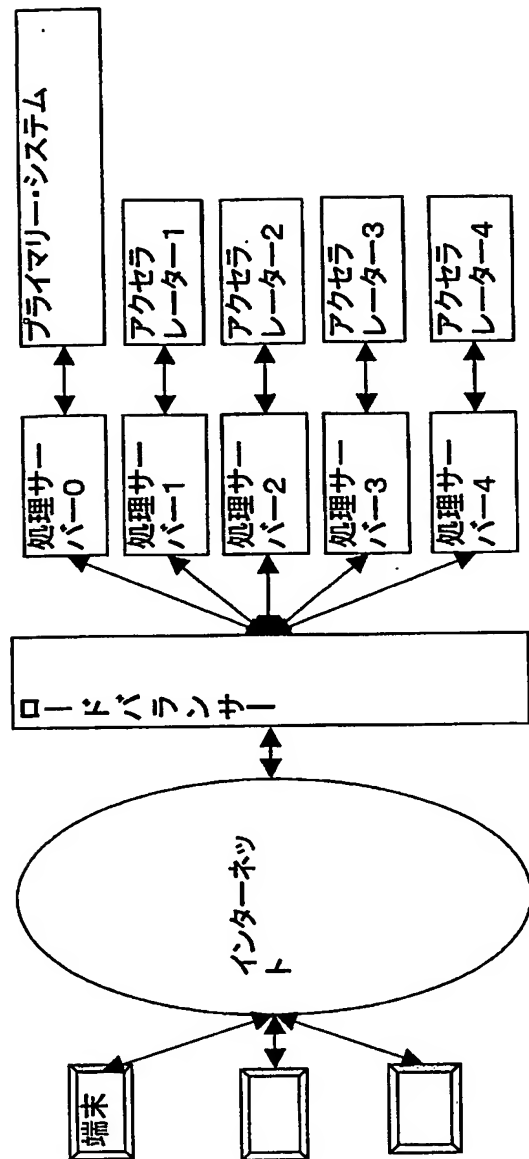 端末
インターネッ
ト
ロードバランサー
処理サー
バー0
処理サー
バー1
処理サー
バー2
処理サー
バー3
処理サー
バー4
プライマリー・システム
アクセラ
レーター1
アクセラ
レーター2
アクセラ
レーター3
アクセラ
レーター4